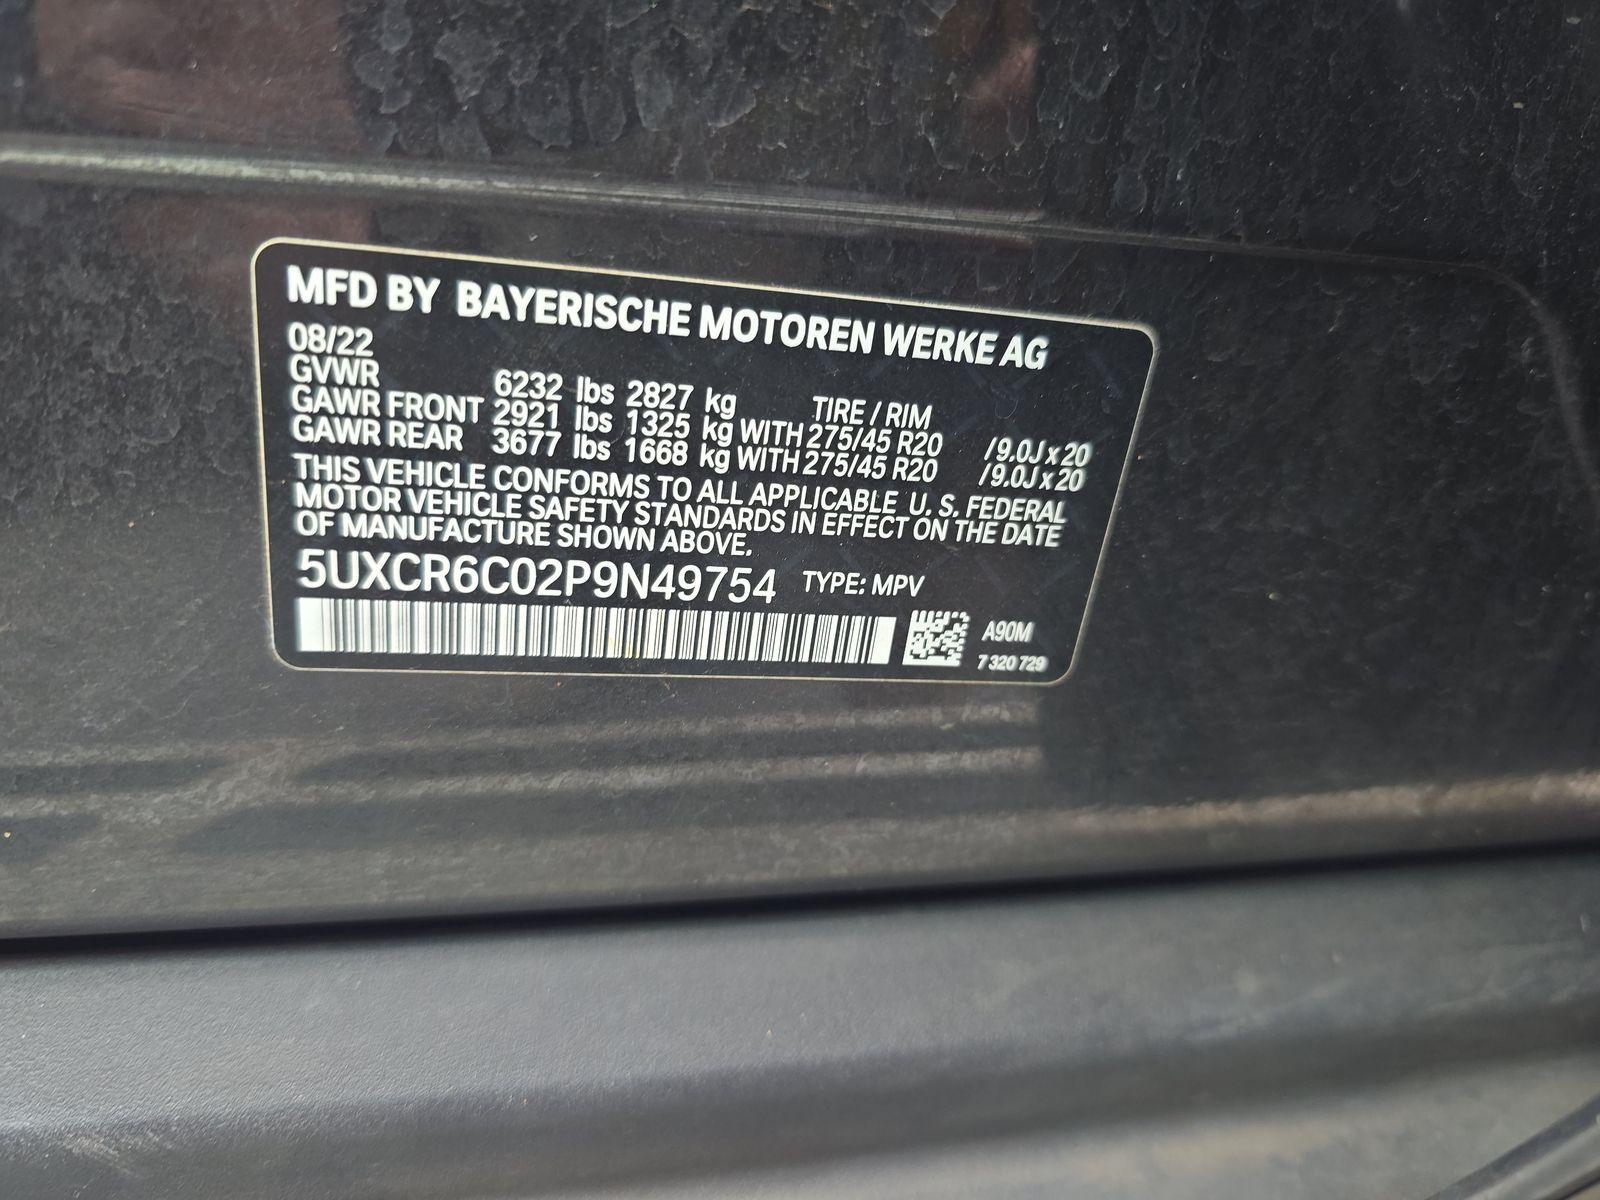 MFD BY BAYERISCHE MOTOREN WERKE AG
08/22
GVWR 6232 lbs 2827 kg TIRE / RIM
GAWR FRONT 2921 lbs 1325 kg WITH 275/45 R20 /9.0J x 20
GAWR REAR 3677 lbs 1668 kg WITH 275/45 R20 /9.0J x 20
THIS VEHICLE CONFORMS TO ALL APPLICABLE U. S. FEDERAL
MOTOR VEHICLE SAFETY STANDARDS IN EFFECT ON THE DATE
OF MANUFACTURE SHOWN ABOVE.
5UXCR6C02P9N49754 TYPE: MPV
A90M
7 320 729